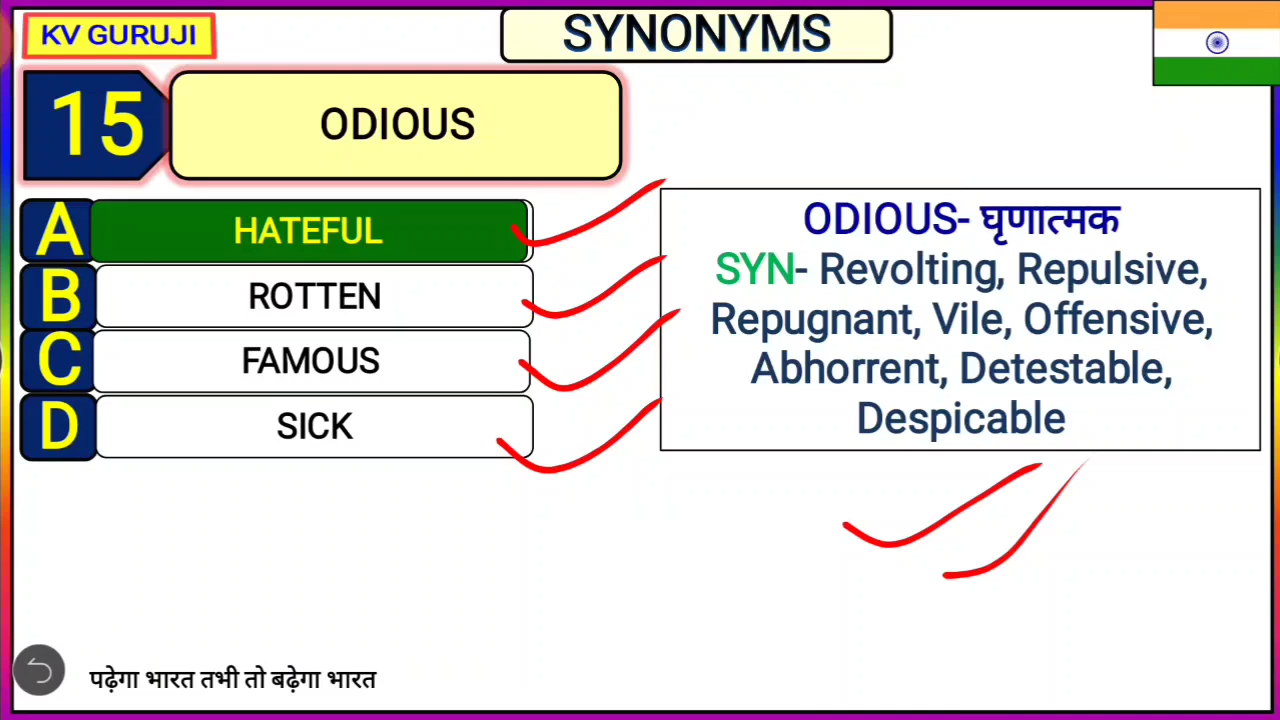 KV GURUJI
SYNONYMS
15
ODIOUS
A HATEFUL
B ROTTEN
C FAMOUS
D SICK
ODIOUS- घृणात्मक
SYN- Revolting, Repulsive,
Repugnant, Vile, Offensive,
Abhorrent, Detestable,
Despicable
पढ़ेगा भारत तभी तो बढ़ेगा भारत